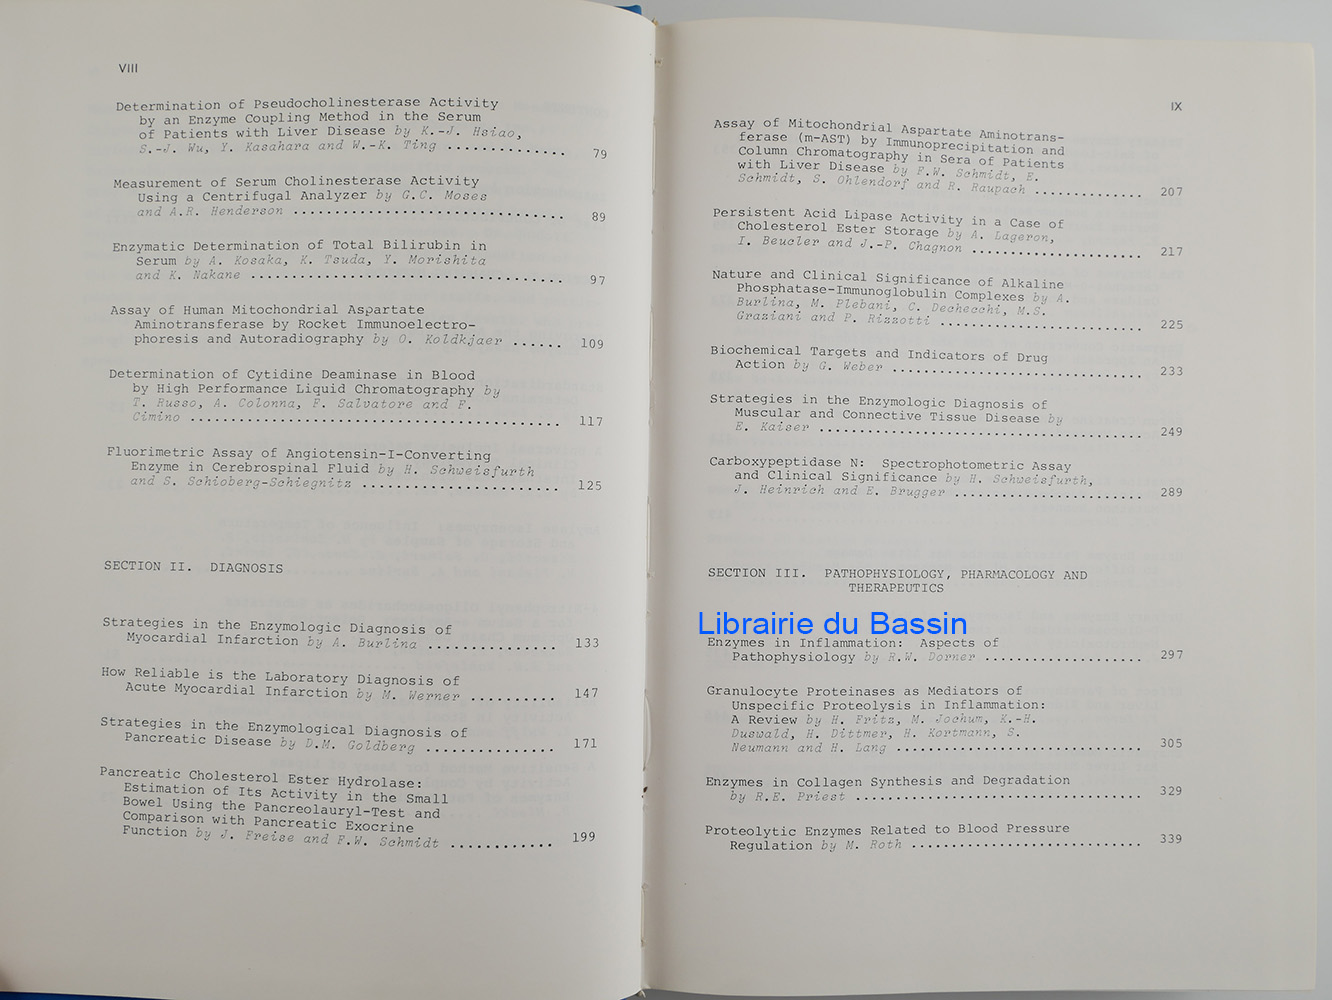 VIII
Determination of Pseudocholinesterase Activity
by an Enzyme Coupling Method in the Serum
of Patients with Liver Disease by K.-J. Hsiao,
S.-J. Wu, Y. Kasahara and W.-K. Ting .............. 79
Measurement of Serum Cholinesterase Activity
Using a Centrifugal Analyzer by G.C. Moses
and A.R. Henderson ................................ 89
Enzymatic Determination of Total Bilirubin in
Serum by A. Kosaka, K. Tsuda, Y. Morishita
and K. Nakane ..................................... 97
Assay of Human Mitochondrial Aspartate
Aminotransferase by Rocket Immunoelectro-
phoresis and Autoradiography by O. Koldkjaer ...... 109
Determination of Cytidine Deaminase in Blood
by High Performance Liquid Chromatography by
T. Russo, A. Colonna, F. Salvatore and F.
Cimino ............................................ 117
Fluorimetric Assay of Angiotensin-I-Converting
Enzyme in Cerebrospinal Fluid by H. Schweisfurth
and S. Schioberg-Schiegnitz ....................... 125
SECTION II. DIAGNOSIS
Strategies in the Enzymologic Diagnosis of
Myocardial Infarction by A. Burlina ............... 133
How Reliable is the Laboratory Diagnosis of
Acute Myocardial Infarction by M. Werner .......... 147
Strategies in the Enzymological Diagnosis of
Pancreatic Disease by D.M. Goldberg ............... 171
Pancreatic Cholesterol Ester Hydrolase:
Estimation of Its Activity in the Small
Bowel Using the Pancreolauryl-Test and
Comparison with Pancreatic Exocrine
Function by J. Freise and F.W. Schmidt ............ 199
IX
Assay of Mitochondrial Aspartate Aminotrans-
ferase (m-AST) by Immunoprecipitation and
Column Chromatography in Sera of Patients
with Liver Disease by F.W. Schmidt, E.
Schmidt, S. Ohlendorf and R. Raupach .............. 207
Persistent Acid Lipase Activity in a Case of
Cholesterol Ester Storage by A. Lageron,
I. Beucler and J.-P. Chagnon ...................... 217
Nature and Clinical Significance of Alkaline
Phosphatase-Immunoglobulin Complexes by A.
Burlina, M. Plebani, C. Dechecchi, M.S.
Graziani and P. Rizzotti .......................... 225
Biochemical Targets and Indicators of Drug
Action by G. Weber ................................ 233
Strategies in the Enzymologic Diagnosis of
Muscular and Connective Tissue Disease by
E. Kaiser ......................................... 249
Carboxypeptidase N: Spectrophotometric Assay
and Clinical Significance by H. Schweisfurth,
J. Heinrich and E. Brugger ........................ 289
SECTION III. PATHOPHYSIOLOGY, PHARMACOLOGY AND
THERAPEUTICS
Librairie du Bassin
Enzymes in Inflammation: Aspects of
Pathophysiology by R.W. Dorner .................... 297
Granulocyte Proteinases as Mediators of
Unspecific Proteolysis in Inflammation:
A Review by H. Fritz, M. Jochum, K.-H.
Duswald, H. Dittmer, H. Kortmann, S.
Neumann and H. Lang ............................... 305
Enzymes in Collagen Synthesis and Degradation
by R.E. Priest .................................... 329
Proteolytic Enzymes Related to Blood Pressure
Regulation by M. Roth ............................. 339